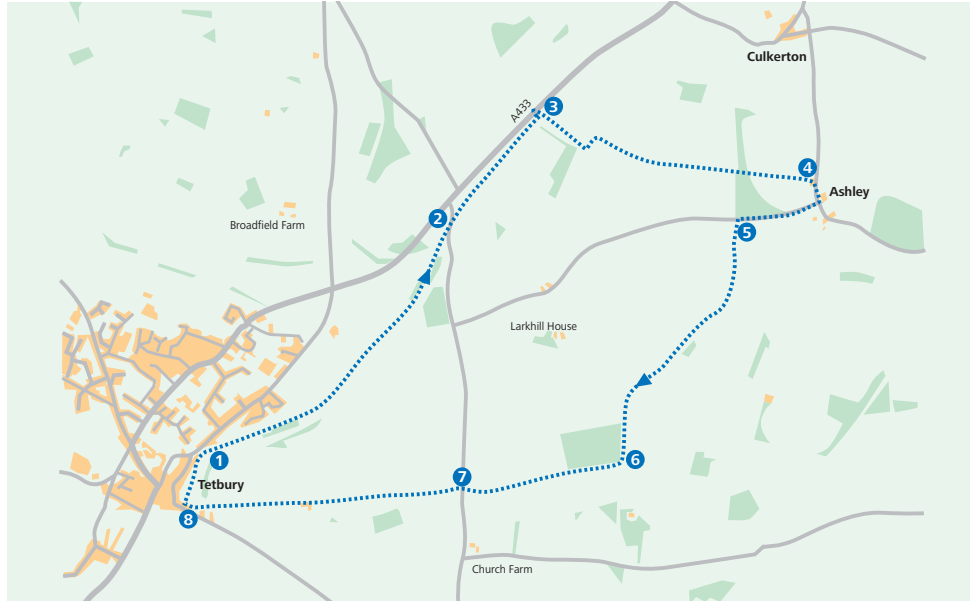 Culkerton
A433
3
4
Ashley
2
Broadfield Farm
5
Larkhill House
1
6
7
Tetbury
8
Church Farm